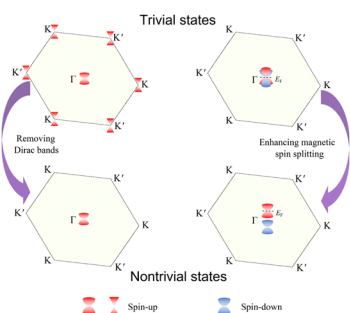 Trivial states
K
K′
K′
Γ
K
K
K′
K
K′
K′
Γ
E_f
K
K
K′
Removing
Dirac bands
Enhancing magnetic
spin splitting
K
K′
K′
Γ
K
K
K′
K
K′
K′
Γ
E_f
K
K
K′
Nontrivial states
Spin-up
Spin-down